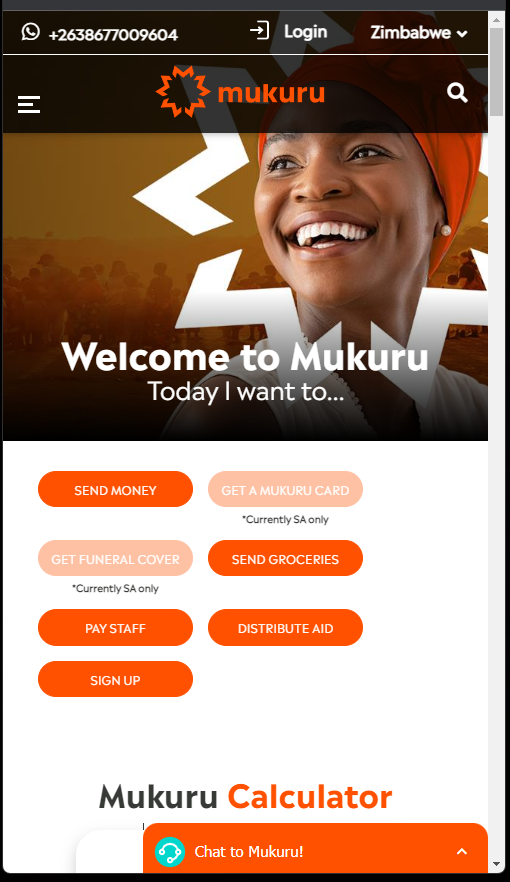 +2638677009604 Login Zimbabwe
mukuru
Welcome to Mukuru
Today I want to...
SEND MONEY GET A MUKURU CARD
*Currently SA only
GET FUNERAL COVER SEND GROCERIES
*Currently SA only
PAY STAFF DISTRIBUTE AID
SIGN UP
Mukuru Calculator
Chat to Mukuru!